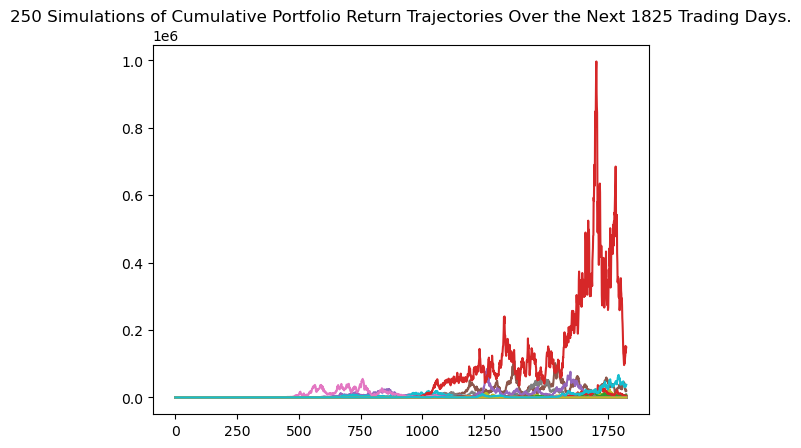 250 Simulations of Cumulative Portfolio Return Trajectories Over the Next 1825 Trading Days.
1e6
1.0
0.8
0.6
0.4
0.2
0.0
0 250 500 750 1000 1250 1500 1750